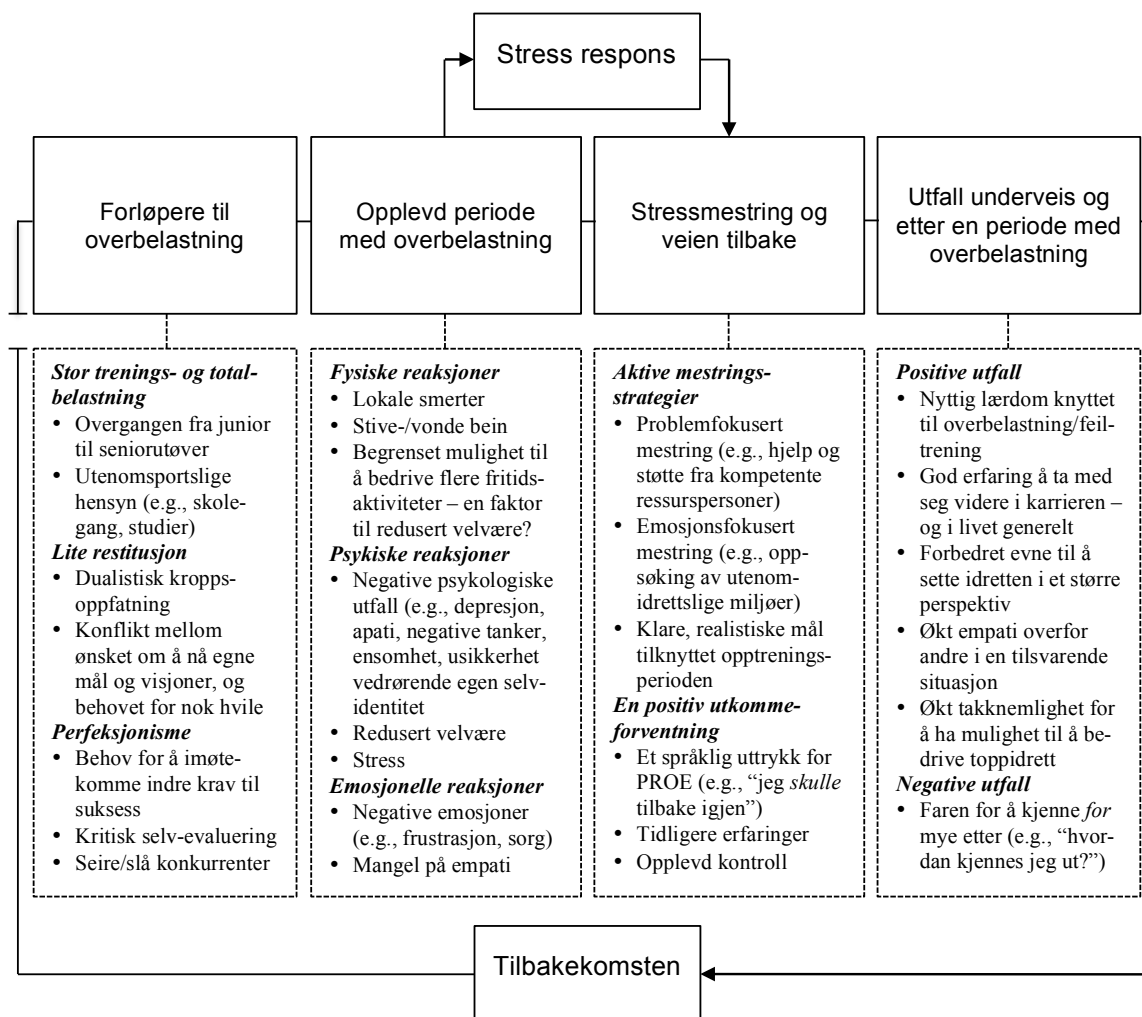 Stress respons
Forløpere til
overbelastning
Opplevd periode
med overbelastning
Stressmestring og
veien tilbake
Utfall underveis og
etter en periode med
overbelastning
Stor trenings- og total-
belastning
• Overgangen fra junior
til seniorutøver
• Utenomsportslige
hensyn (e.g., skole-
gang, studier)
Lite restitusjon
• Dualistisk kropps-
oppfatning
• Konflikt mellom
ønsket om å nå egne
mål og visjoner, og
behovet for nok hvile
Perfeksjonisme
• Behov for å imøte-
komme indre krav til
suksess
• Kritisk selv-evaluering
• Seire/slå konkurrenter
Fysiske reaksjoner
• Lokale smerter
• Stive-/vonde bein
• Begrenset mulighet til
å bedrive flere fritids-
aktiviteter – en faktor
til redusert velvære?
Psykiske reaksjoner
• Negative psykologiske
utfall (e.g., depresjon,
apati, negative tanker,
ensomhet, usikkerhet
vedrørende egen selv-
identitet
• Redusert velvære
• Stress
Emosjonelle reaksjoner
• Negative emosjoner
(e.g., frustrasjon, sorg)
• Mangel på empati
Aktive mestrings-
strategier
• Problemfokusert
mestring (e.g., hjelp og
støtte fra kompetente
ressurspersoner)
• Emosjonsfokusert
mestring (e.g., opp-
søking av utenom-
idrettslige miljøer)
• Klare, realistiske mål
tilknyttet opptrenings-
perioden
En positiv utkomme-
forventning
• Et språklig uttrykk for
PROE (e.g., “jeg skulle
tilbake igjen”)
• Tidligere erfaringer
• Opplevd kontroll
Positive utfall
• Nyttig lærdom knyttet
til overbelastning/feil-
trening
• God erfaring å ta med
seg videre i karrieren –
og i livet generelt
• Forbedret evne til å
sette idretten i et større
perspektiv
• Økt empati overfor
andre i en tilsvarende
situasjon
• Økt takknemlighet for
å ha mulighet til å be-
drive toppidrett
Negative utfall
• Faren for å kjenne for
mye etter (e.g., “hvor-
dan kjennes jeg ut?”)
Tilbakekomsten